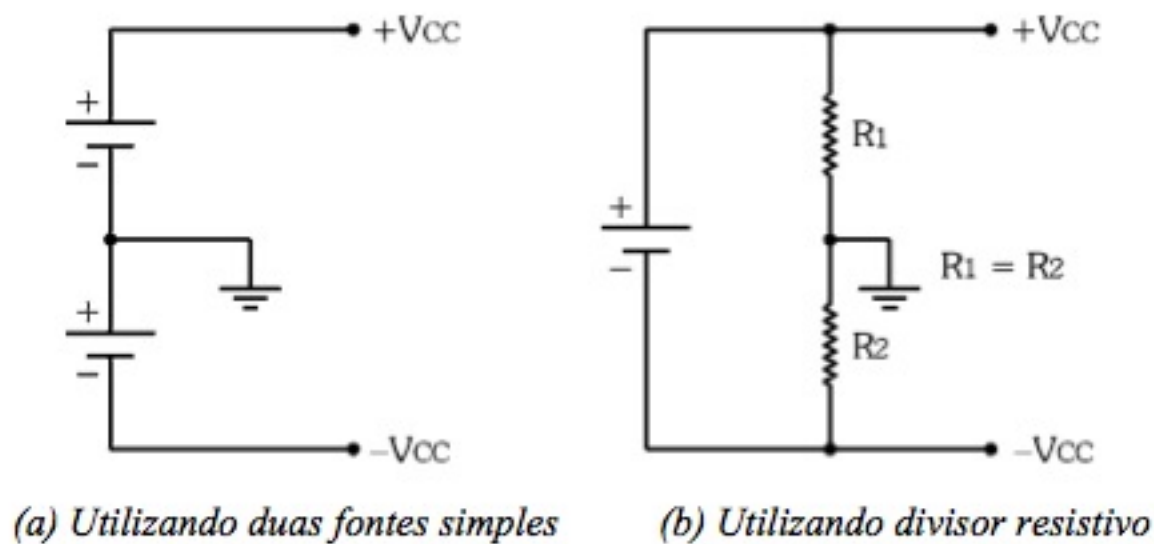 +VCC
+
−
+
−
−VCC
(a) Utilizando duas fontes simples
+VCC
R1
+
−
R1 = R2
R2
−VCC
(b) Utilizando divisor resistivo